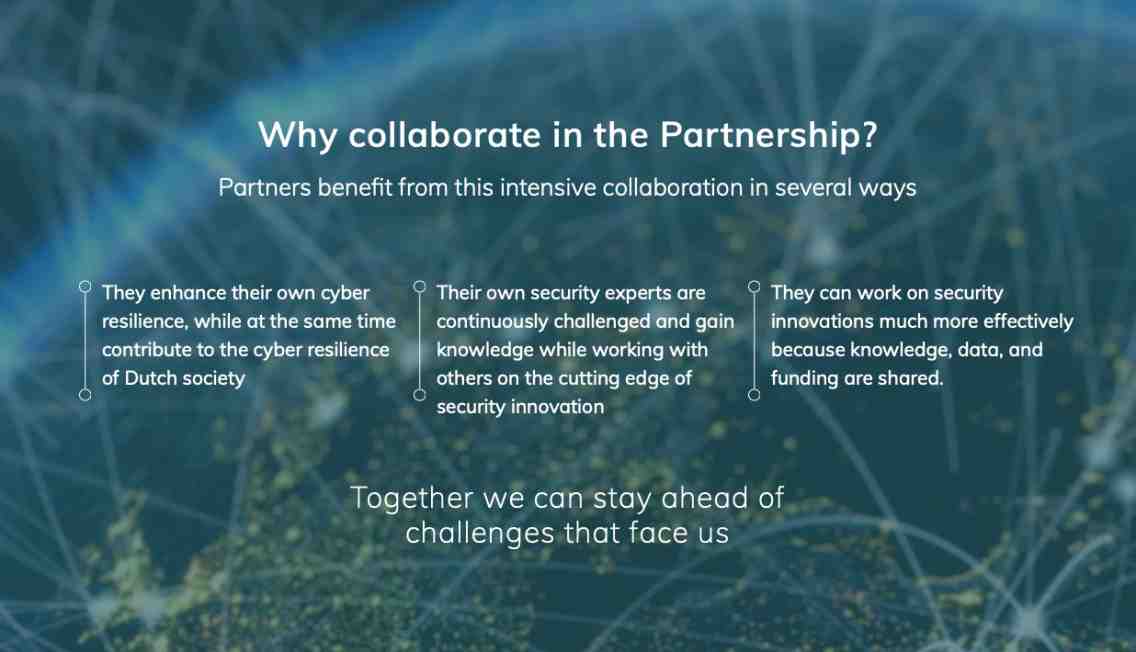 Why collaborate in the Partnership?
Partners benefit from this intensive collaboration in several ways
They enhance their own cyber
resilience, while at the same time
contribute to the cyber resilience
of Dutch society
Their own security experts are
continuously challenged and gain
knowledge while working with
others on the cutting edge of
security innovation
They can work on security
innovations much more effectively
because knowledge, data, and
funding are shared.
Together we can stay ahead of
challenges that face us